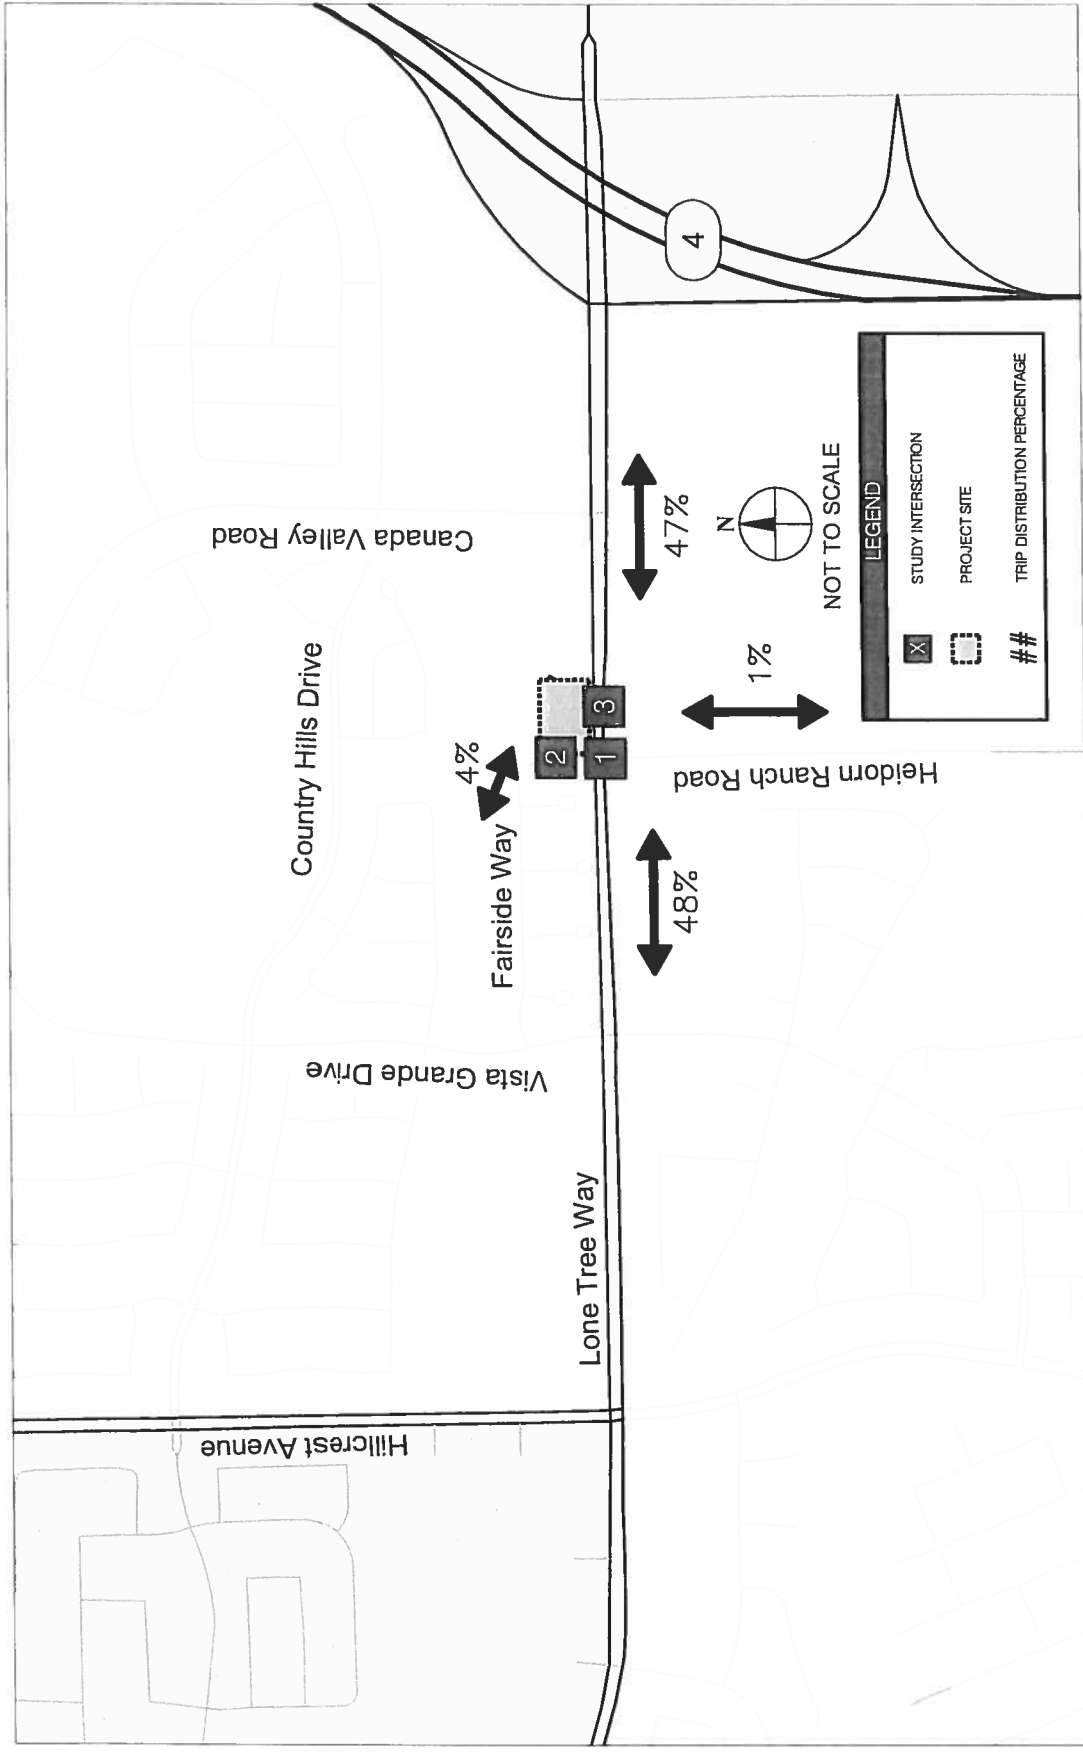 Country Hills Drive
Canada Valley Road
Vista Grande Drive
Hillcrest Avenue
Fairside Way
4%
2
1
3
Lone Tree Way
48%
47%
Heidorn Ranch Road
1%
4
N
NOT TO SCALE
LEGEND
X STUDY INTERSECTION
PROJECT SITE
## TRIP DISTRIBUTION PERCENTAGE